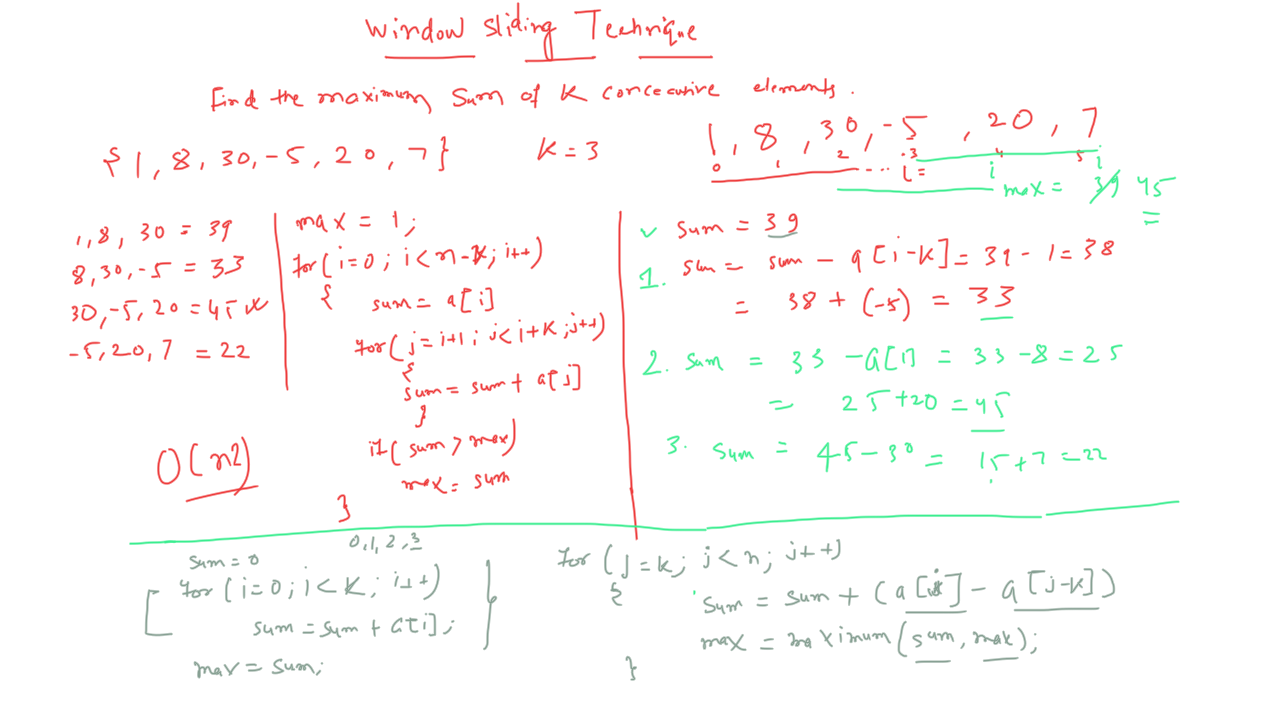 Window Sliding Technique
Find the maximum sum of K concecutive elements.
{1, 8, 30, -5, 20, 7} K = 3
1, 8, 30, -5, 20, 7
0 1 2 3 4 5
i = i i
max = 39 45
1, 8, 30 = 39
8, 30, -5 = 33
30, -5, 20 = 45
-5, 20, 7 = 22
O(n2)
max = 1;
for(i=0; i<n-k; i++)
{
sum = a[i]
for(j=i+1; j<i+k; j++)
{
sum = sum + a[j]
}
if(sum > max)
max = sum
}
✓ sum = 39
1. sum = sum - a[i-k] = 39 - 1 = 38
= 38 + (-5) = 33
2. sum = 33 - a[1] = 33 - 8 = 25
= 25 + 20 = 45
3. sum = 45 - 30 = 15 + 7 = 22
0, 1, 2, 3
sum = 0
for(i=0; i<k; i++)
sum = sum + a[i];
max = sum;
for(j=k; j<n; j++)
{
sum = sum + (a[j] - a[j-k])
max = maximum(sum, max);
}